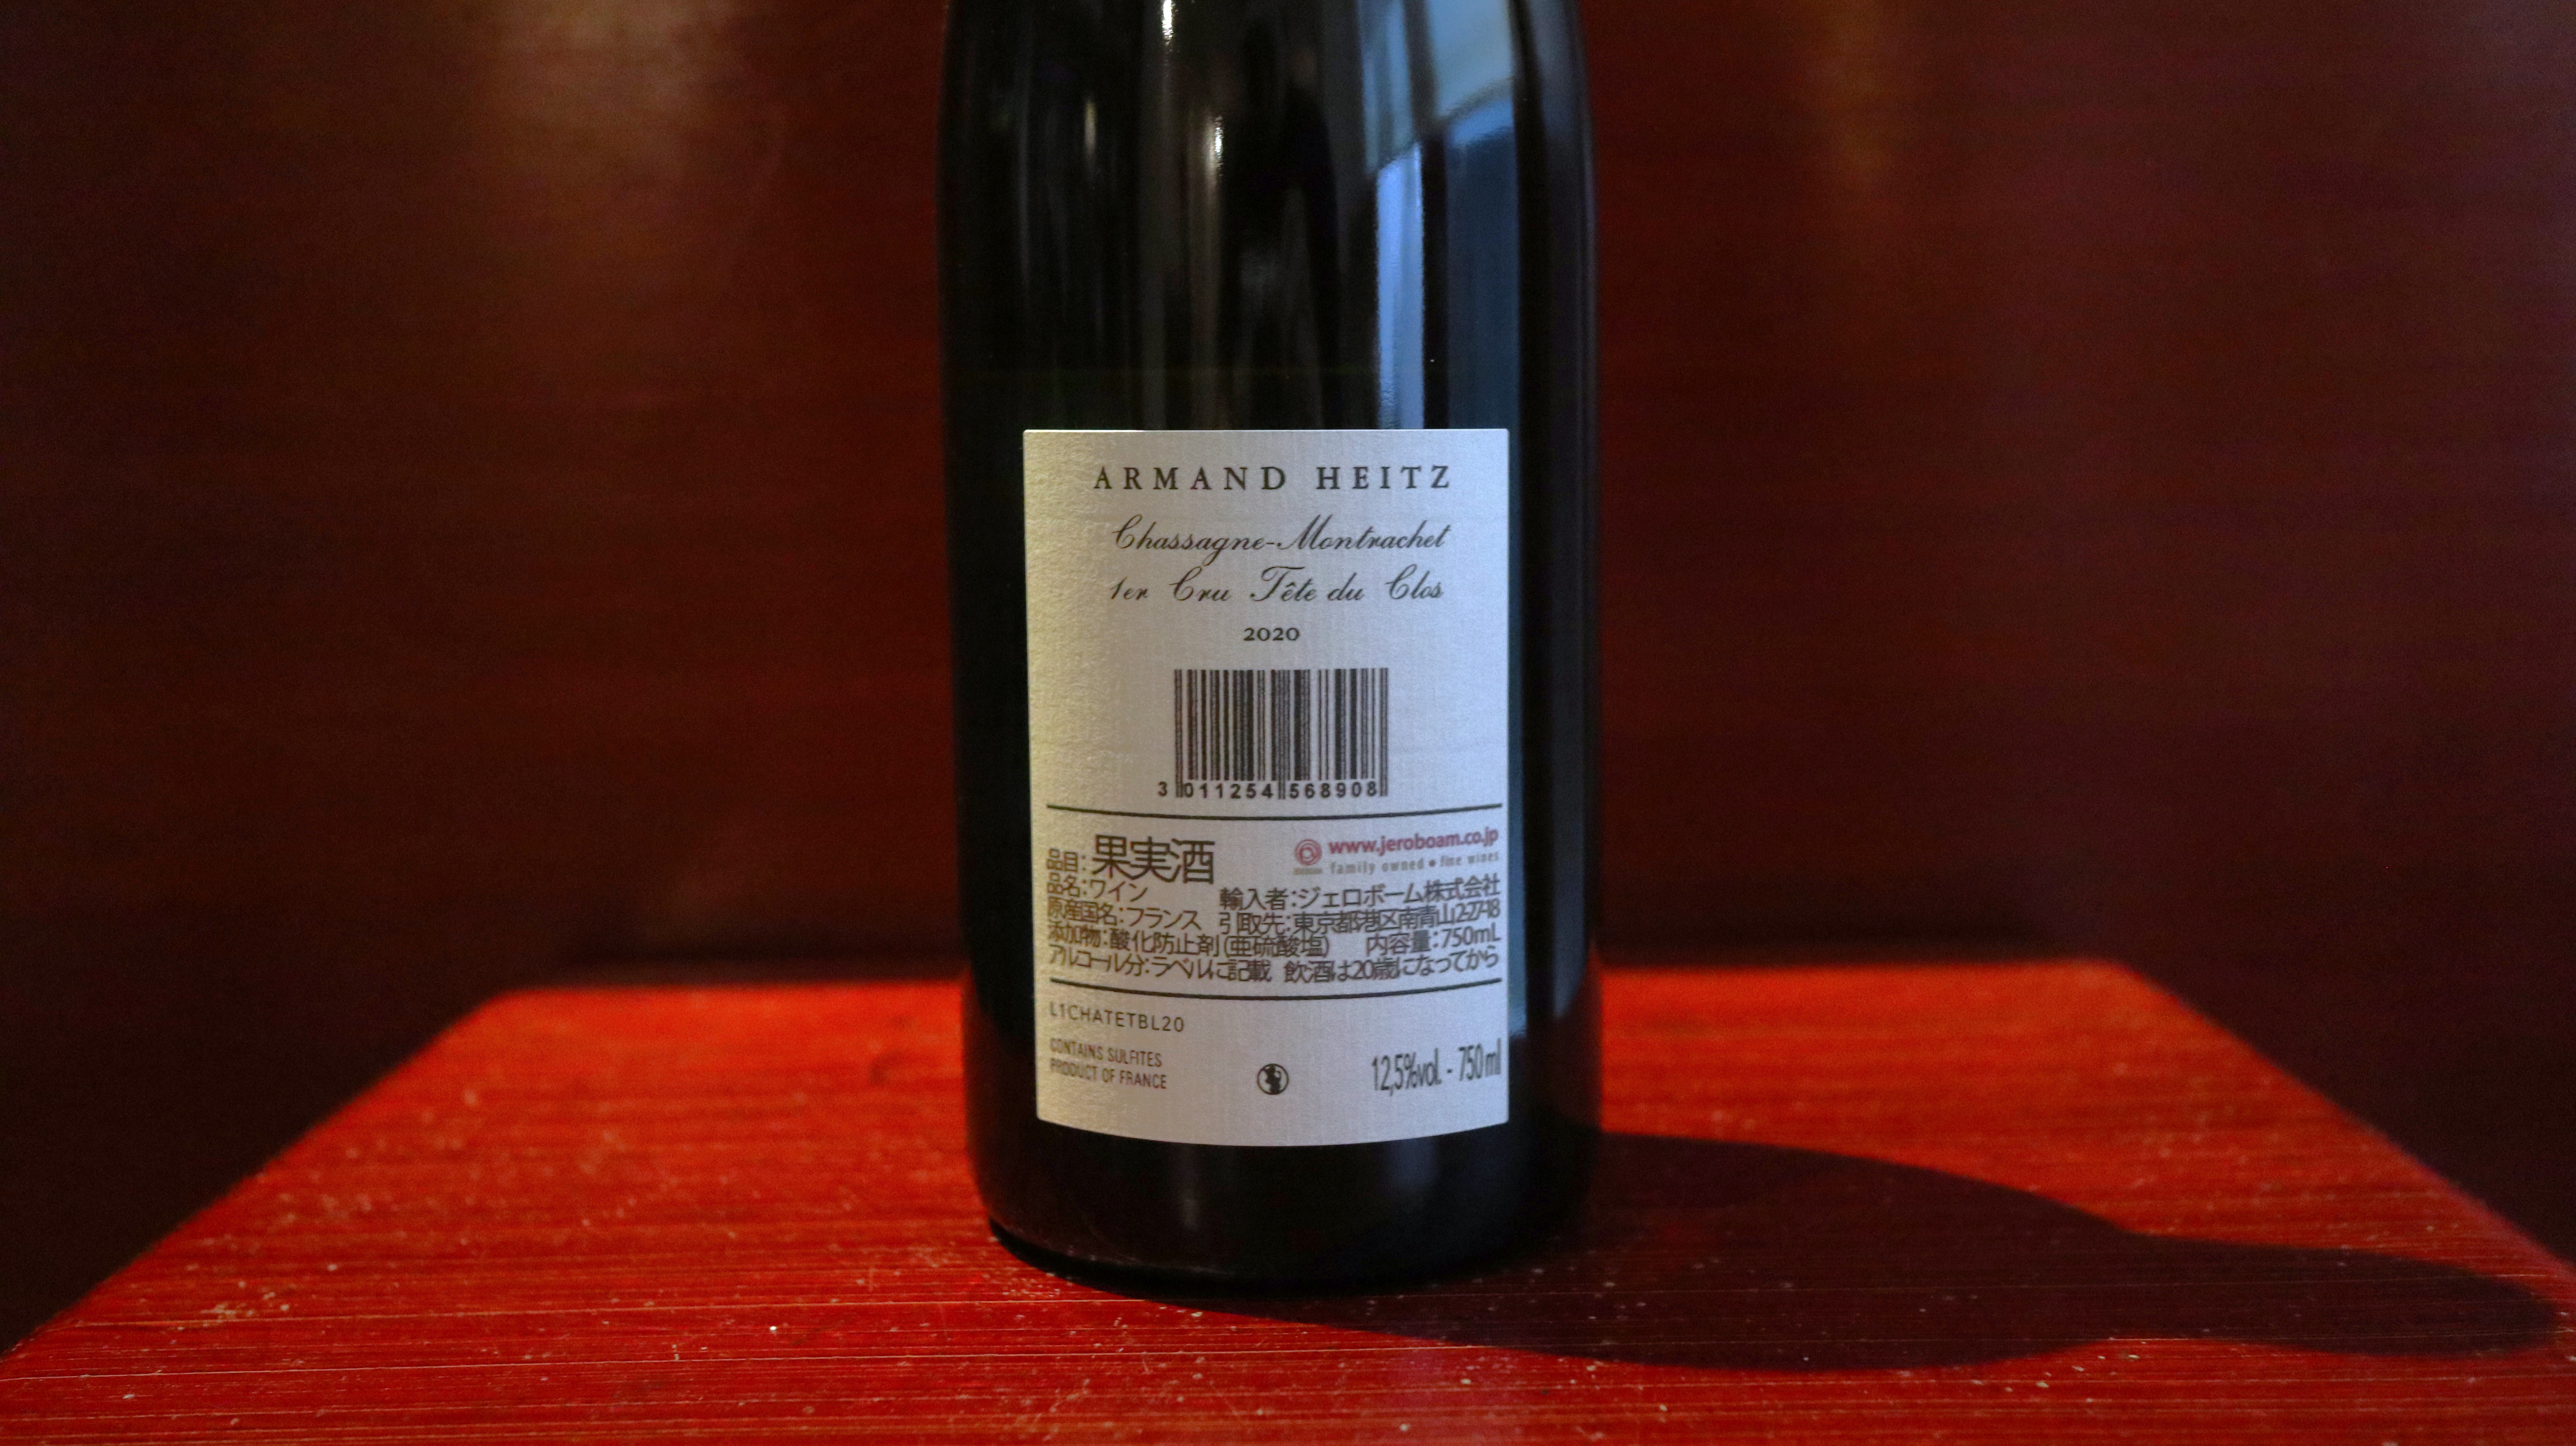 ARMAND HEITZ
Chassagne-Montrachet
1er Cru Tête du Clos
2020
3 011254 568908
www.jeroboam.co.jp
family owned • fine wines
品目:果実酒
品名:ワイン 輸入者:ジェロボーム株式会社
原産国名:フランス 引取先:東京都港区南青山2-27-18
添加物:酸化防止剤(亜硫酸塩) 内容量:750mL
アルコール分:ラベルに記載 飲酒は20歳になってから
L1CHATETBL20
CONTAINS SULFITES
PRODUCT OF FRANCE
12,5%vol. - 750 ml